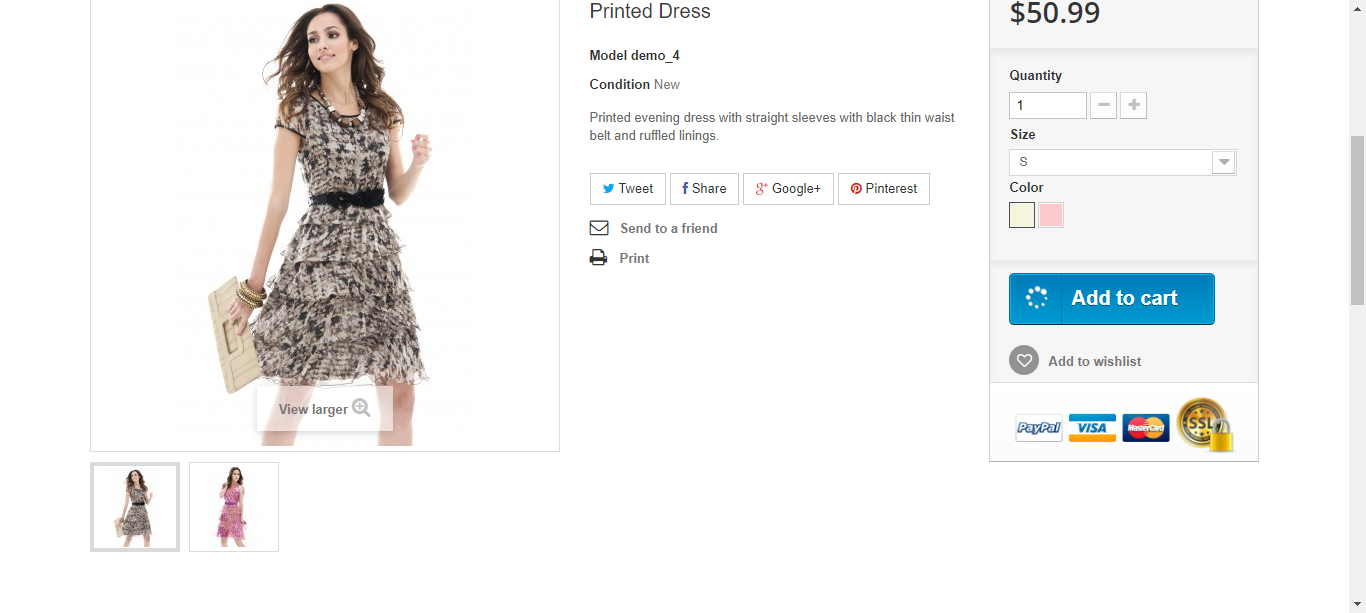 Printed Dress
Model demo_4
Condition New
Printed evening dress with straight sleeves with black thin waist
belt and ruffled linings.
Tweet
Share
Google+
Pinterest
Send to a friend
Print
View larger
$50.99
Quantity
1
Size
S
Color
Add to cart
Add to wishlist
PayPal
VISA
MasterCard
SSL